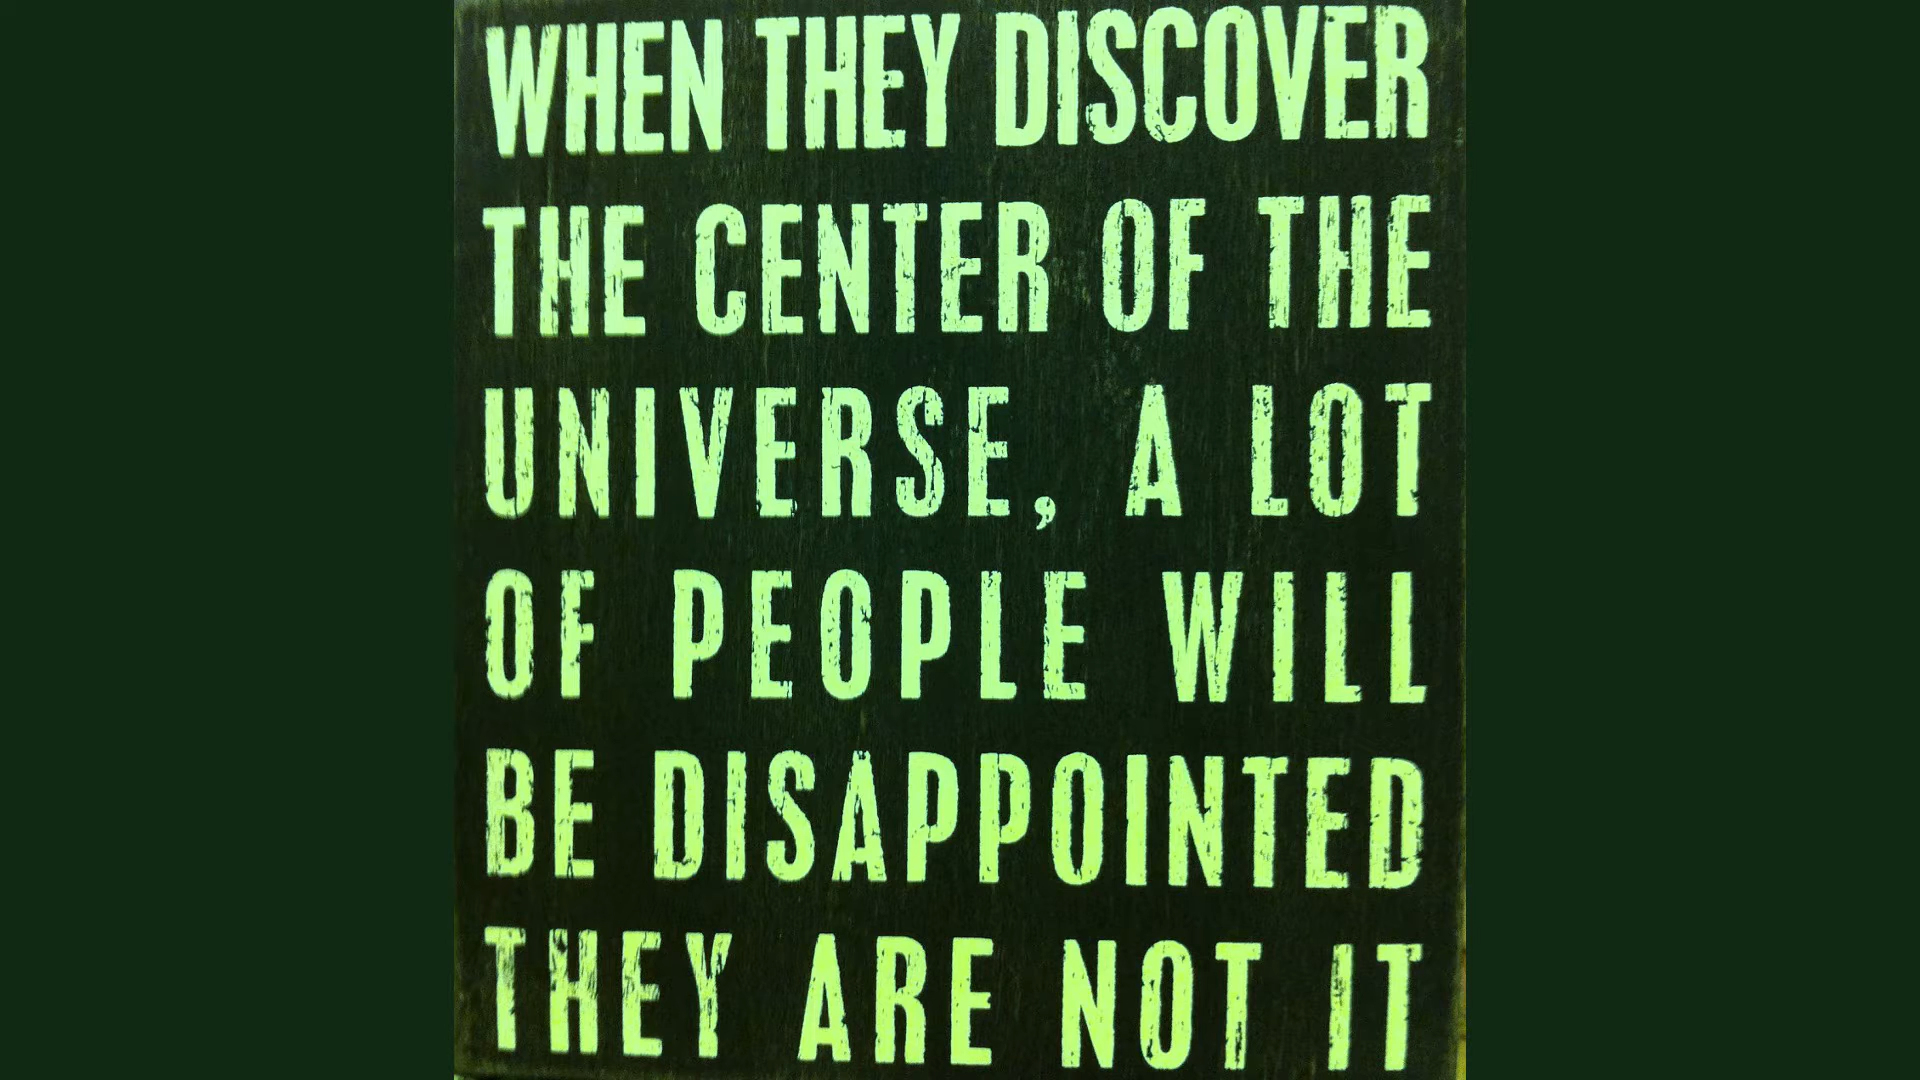 WHEN THEY DISCOVER
THE CENTER OF THE
UNIVERSE, A LOT
OF PEOPLE WILL
BE DISAPPOINTED
THEY ARE NOT IT